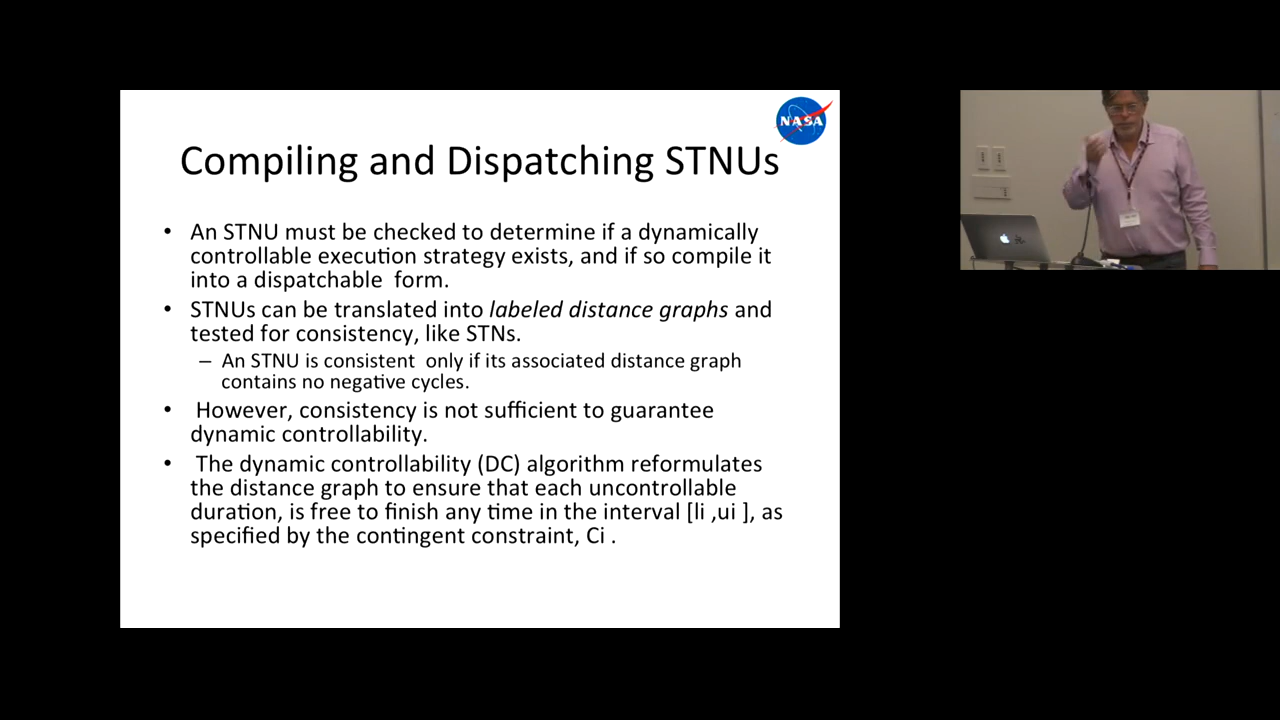 NASA
Compiling and Dispatching STNUs
• An STNU must be checked to determine if a dynamically
controllable execution strategy exists, and if so compile it
into a dispatchable  form.
• STNUs can be translated into labeled distance graphs and
tested for consistency, like STNs.
– An STNU is consistent  only if its associated distance graph
contains no negative cycles.
• However, consistency is not sufficient to guarantee
dynamic controllability.
• The dynamic controllability (DC) algorithm reformulates
the distance graph to ensure that each uncontrollable
duration, is free to finish any time in the interval [li ,ui ], as
specified by the contingent constraint, Ci .